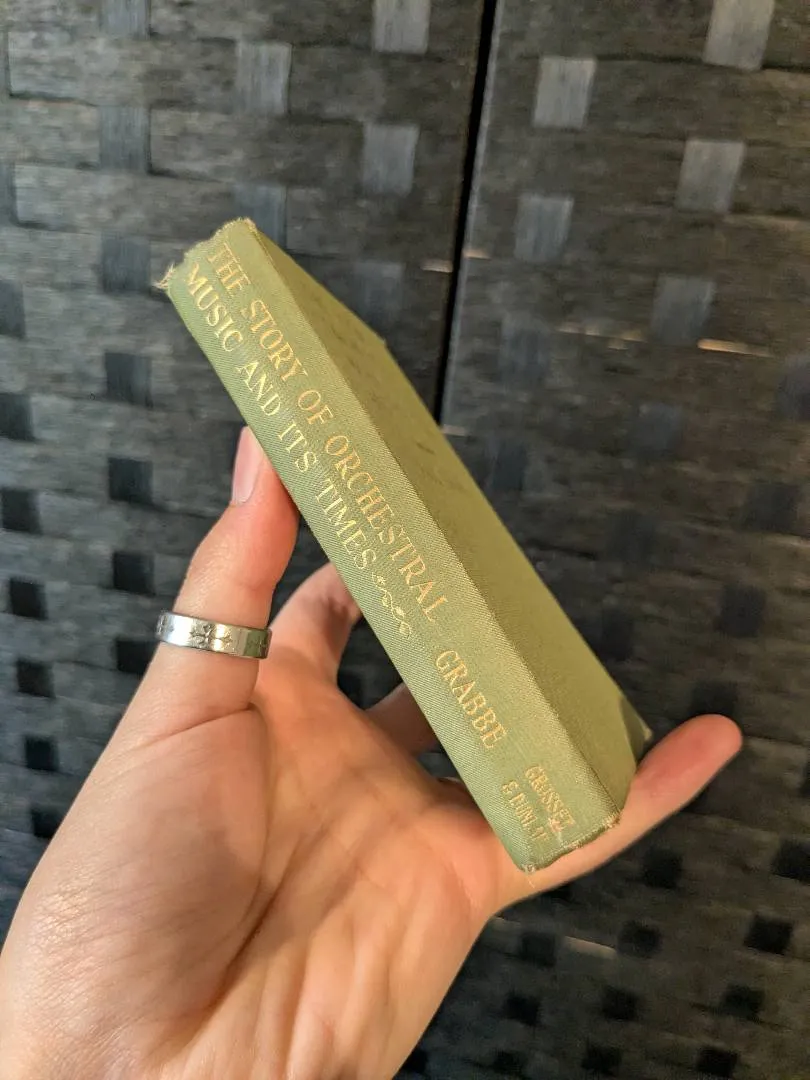 THE STORY OF ORCHESTRAL
MUSIC AND ITS TIMES
GRABBE
GROSSET
& DUNLAP